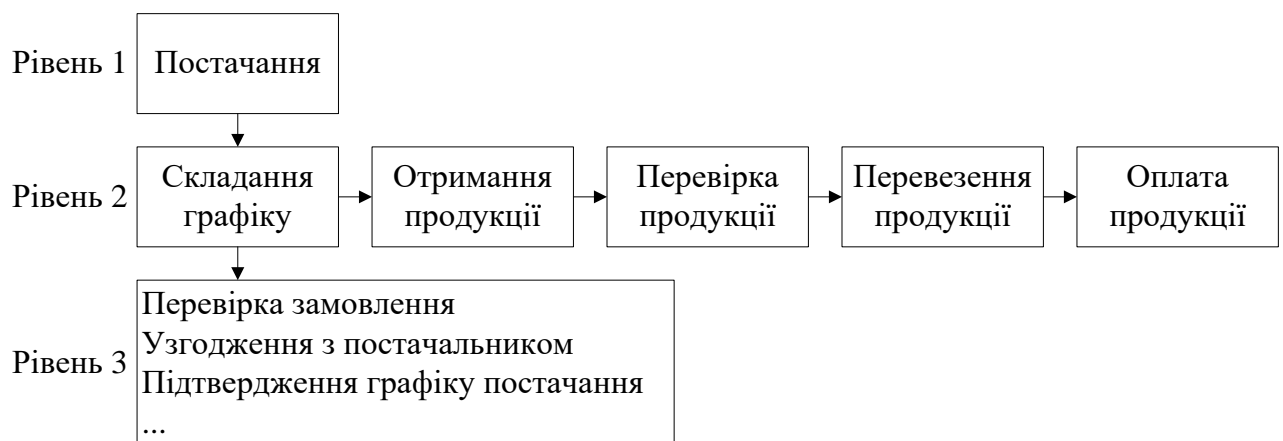 Рівень 1
Постачання
Рівень 2
Складання
графіку
Отримання
продукції
Перевірка
продукції
Перевезення
продукції
Оплата
продукції
Рівень 3
Перевірка замовлення
Узгодження з постачальником
Підтвердження графіку постачання
...